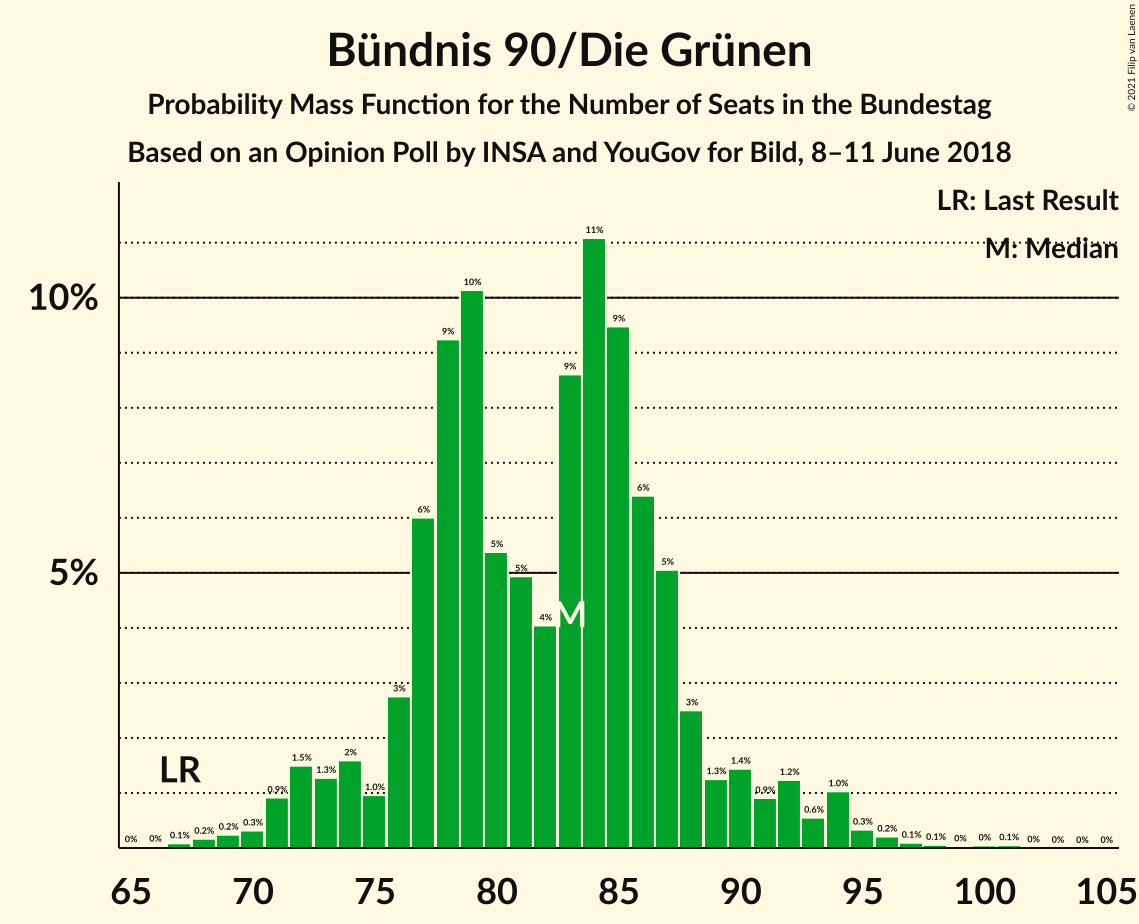 Bündnis 90/Die Grünen
Probability Mass Function for the Number of Seats in the Bundestag
Based on an Opinion Poll by INSA and YouGov for Bild, 8–11 June 2018
© 2021 Filip van Laenen
LR: Last Result
M: Median
10%
5%
LR
M
0% 0% 0.1% 0.2% 0.2% 0.3% 0.9% 1.5% 1.3% 2% 1.0% 3% 6% 9% 10% 5% 5% 4% 9% 11% 9% 6% 5% 3% 1.3% 1.4% 0.9% 1.2% 0.6% 1.0% 0.3% 0.2% 0.1% 0.1% 0% 0% 0.1% 0% 0% 0% 0%
65 70 75 80 85 90 95 100 105